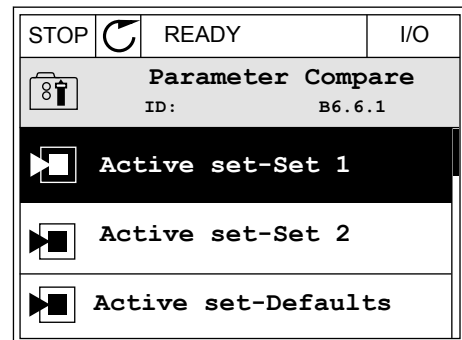 STOP READY I/O
Parameter Compare
ID: B6.6.1
Active set-Set 1
Active set-Set 2
Active set-Defaults